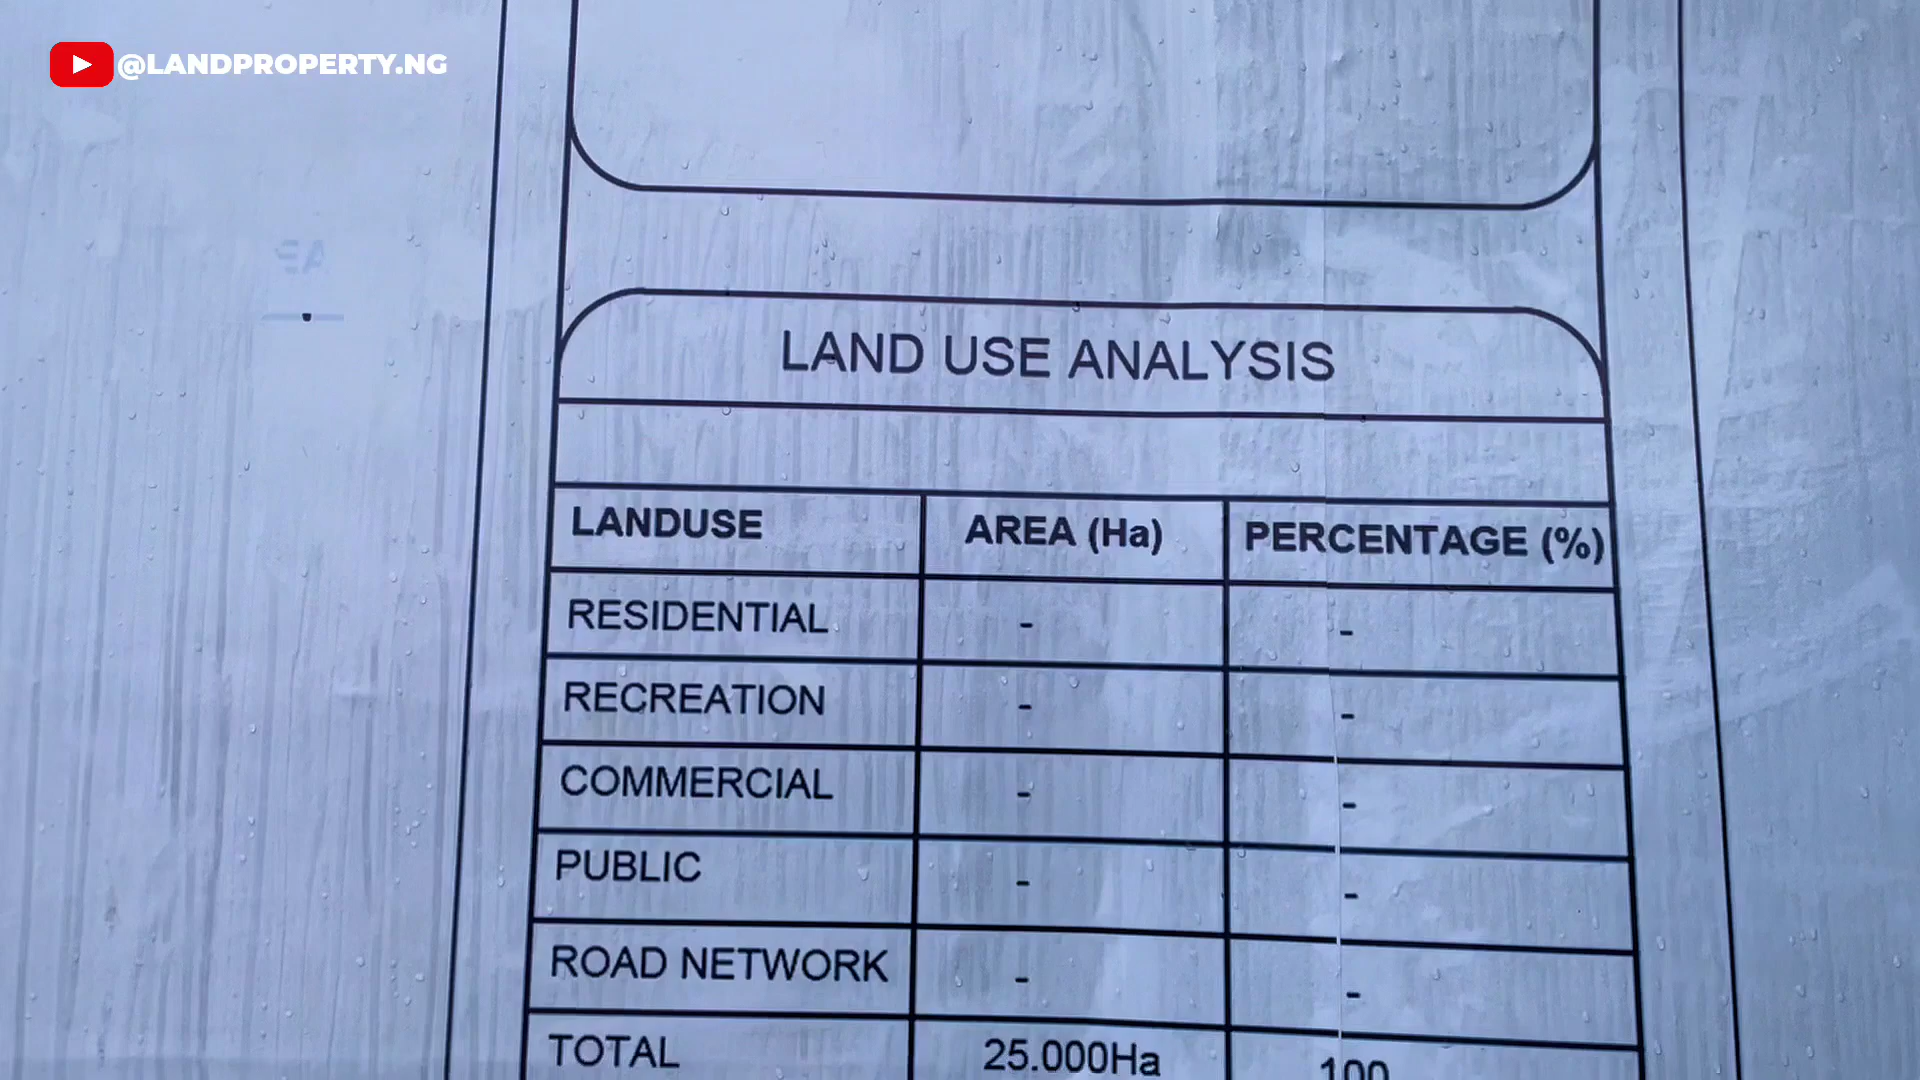 @LANDPROPERTY.NG
LAND USE ANALYSIS
LANDUSE AREA (Ha) PERCENTAGE (%)
RESIDENTIAL - -
RECREATION - -
COMMERCIAL - -
PUBLIC - -
ROAD NETWORK - -
TOTAL 25.000Ha 100